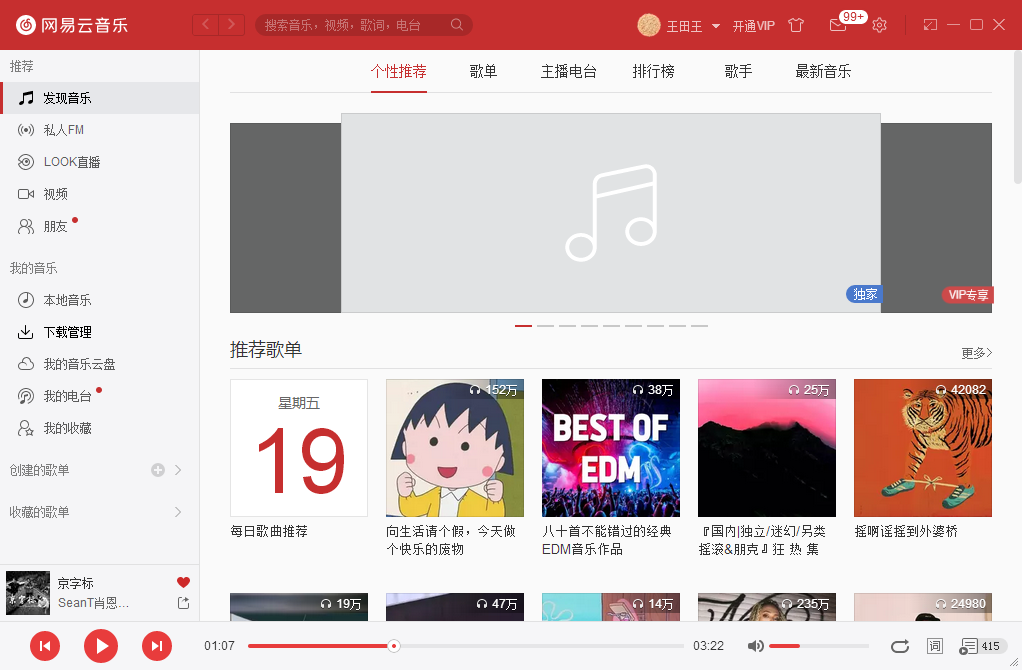 网易云音乐
搜索音乐，视频，歌词，电台
王田王
开通VIP
99+
推荐
发现音乐
私人FM
LOOK直播
视频
朋友
我的音乐
本地音乐
下载管理
我的音乐云盘
我的电台
我的收藏
创建的歌单
收藏的歌单
京字标
SeanT肖恩...
个性推荐
歌单
主播电台
排行榜
歌手
最新音乐
独家
VIP专享
推荐歌单
更多
星期五
19
每日歌曲推荐
152万
向生活请个假，今天做
个快乐的废物
38万
BEST OF
EDM
八十首不能错过的经典
EDM音乐作品
25万
『国内|独立/迷幻/另类
摇滚&朋克』狂 热 集
42082
摇啊谣摇到外婆桥
19万
47万
14万
235万
24980
01:07
03:22
词
415